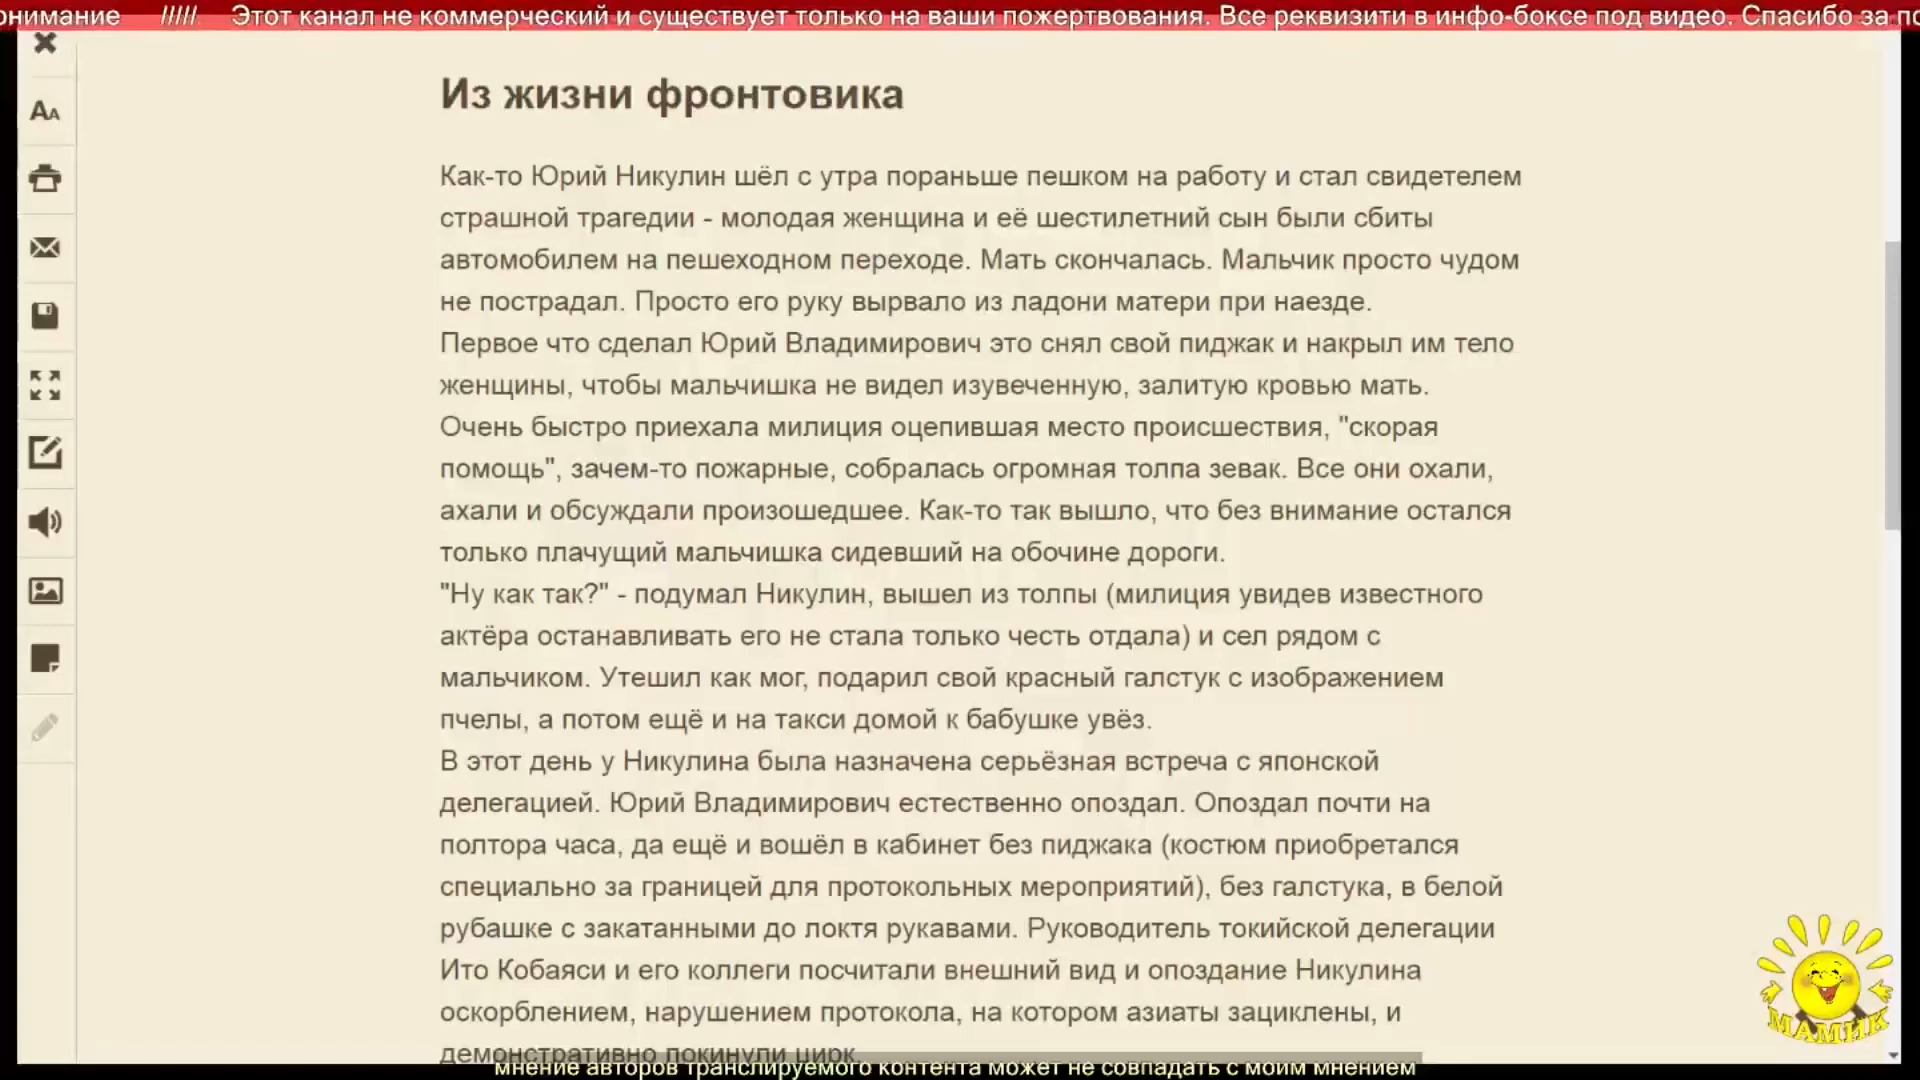 онимание ///// Этот канал не коммерческий и существует только на ваши пожертвования. Все реквизити в инфо-боксе под видео. Спасибо за по
Из жизни фронтовика
Как-то Юрий Никулин шёл с утра пораньше пешком на работу и стал свидетелем
страшной трагедии - молодая женщина и её шестилетний сын были сбиты
автомобилем на пешеходном переходе. Мать скончалась. Мальчик просто чудом
не пострадал. Просто его руку вырвало из ладони матери при наезде.
Первое что сделал Юрий Владимирович это снял свой пиджак и накрыл им тело
женщины, чтобы мальчишка не видел изувеченную, залитую кровью мать.
Очень быстро приехала милиция оцепившая место происшествия, "скорая
помощь", зачем-то пожарные, собралась огромная толпа зевак. Все они охали,
ахали и обсуждали произошедшее. Как-то так вышло, что без внимание остался
только плачущий мальчишка сидевший на обочине дороги.
"Ну как так?" - подумал Никулин, вышел из толпы (милиция увидев известного
актёра останавливать его не стала только честь отдала) и сел рядом с
мальчиком. Утешил как мог, подарил свой красный галстук с изображением
пчелы, а потом ещё и на такси домой к бабушке увёз.
В этот день у Никулина была назначена серьёзная встреча с японской
делегацией. Юрий Владимирович естественно опоздал. Опоздал почти на
полтора часа, да ещё и вошёл в кабинет без пиджака (костюм приобретался
специально за границей для протокольных мероприятий), без галстука, в белой
рубашке с закатанными до локтя рукавами. Руководитель токийской делегации
Ито Кобаяси и его коллеги посчитали внешний вид и опоздание Никулина
оскорблением, нарушением протокола, на котором азиаты зациклены, и
демонстративно покинули цирк.
МАМИК
мнение авторов транслируемого контента может не совпадать с моим мнением